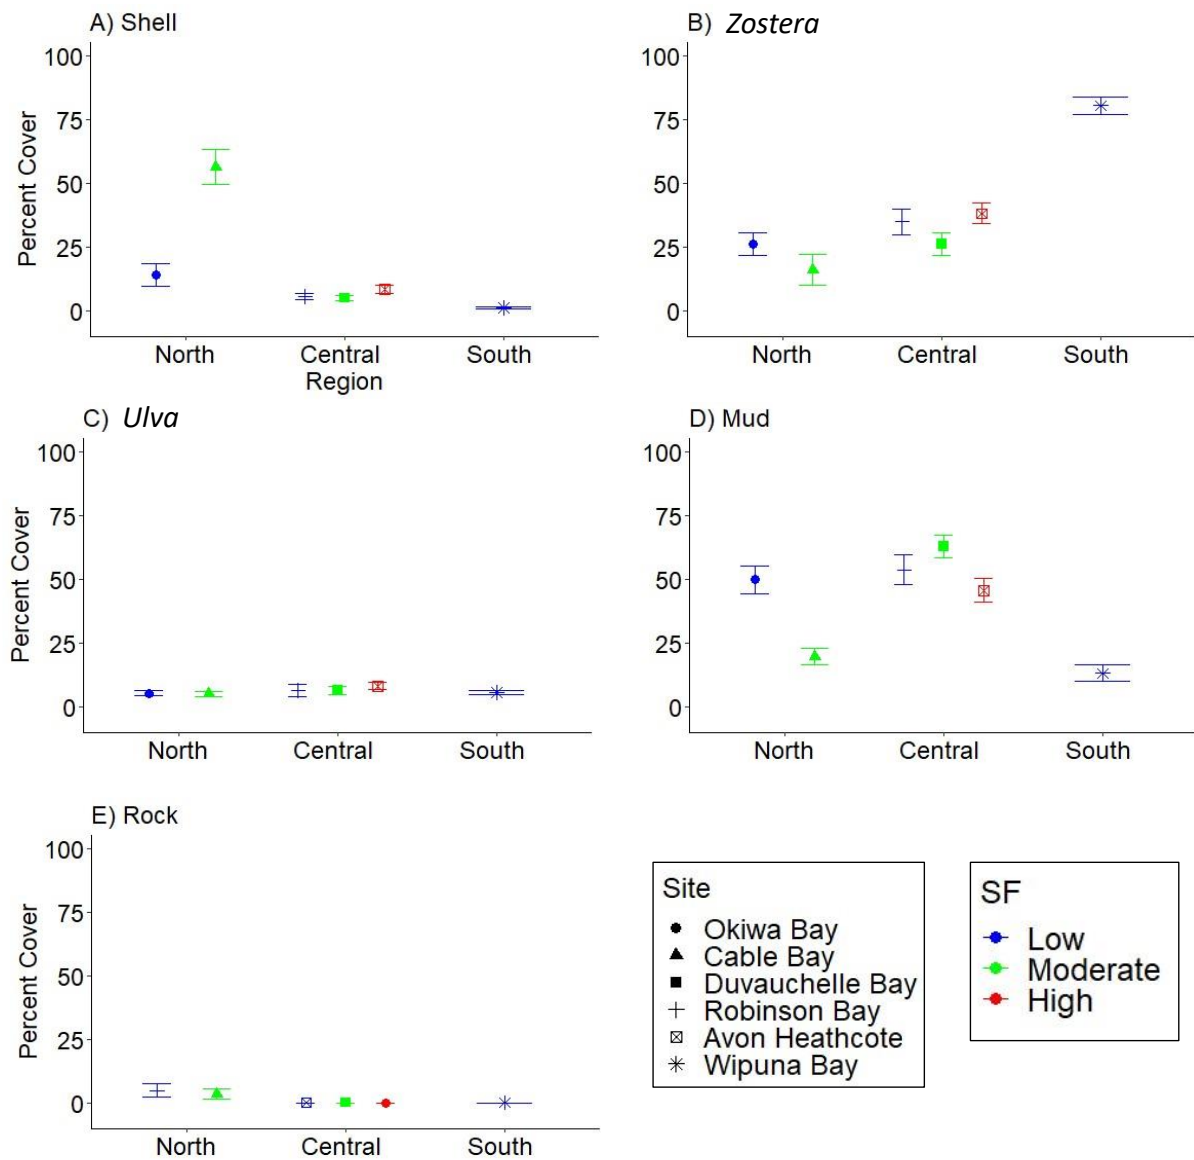 A) Shell
100
75
50
25
0
Percent Cover
North Central South
Region
B) Zostera
100
75
50
25
0
North Central South
C) Ulva
100
75
50
25
0
Percent Cover
North Central South
D) Mud
100
75
50
25
0
North Central South
E) Rock
100
75
50
25
0
Percent Cover
North Central South
Site
Okiwa Bay
Cable Bay
Duvauchelle Bay
Robinson Bay
Avon Heathcote
Wipuna Bay
SF
Low
Moderate
High